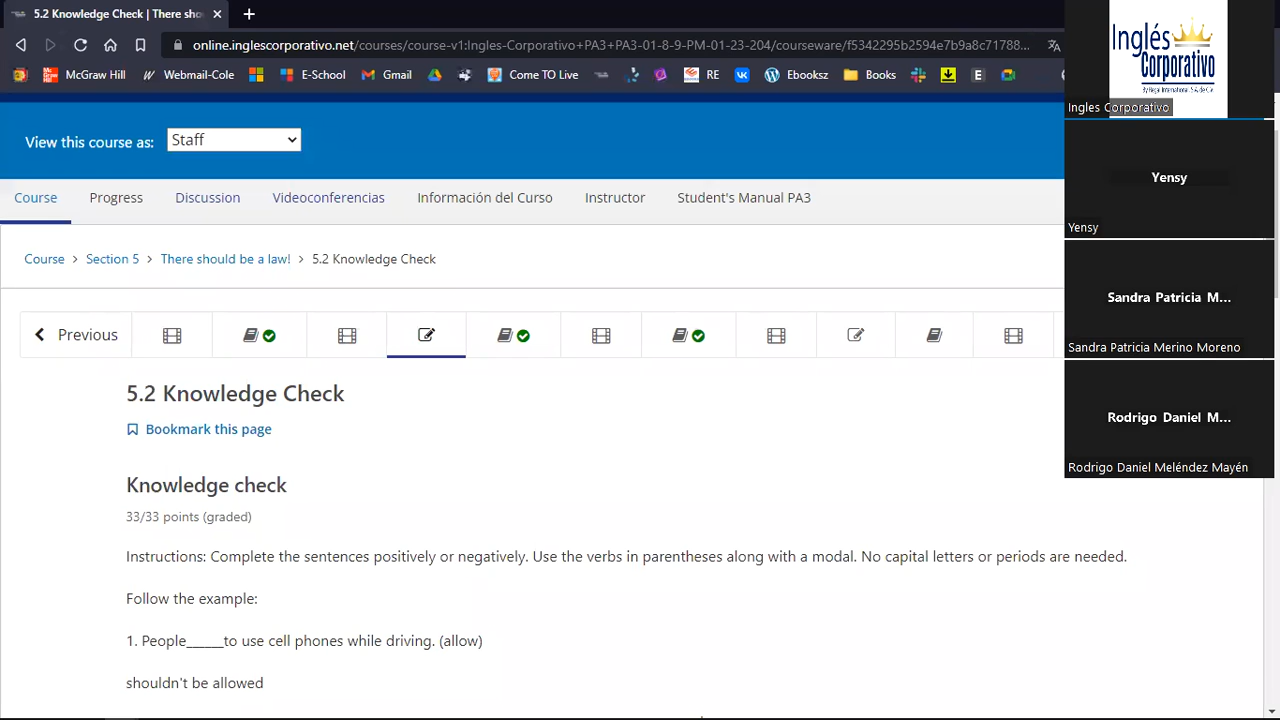 5.2 Knowledge Check | There shou
online.inglescorporativo.net/courses/course-v1:Ingles-Corporativo+PA3+PA3-01-8-9-PM-01-23-204/courseware/f5342295b2594e7b9a8c71788...
McGraw Hill
Webmail-Cole
E-School
Gmail
Come TO Live
RE
Ebooksz
Books
E
View this course as:
Staff
Course
Progress
Discussion
Videoconferencias
Información del Curso
Instructor
Student's Manual PA3
Course > Section 5 > There should be a law! > 5.2 Knowledge Check
Previous
5.2 Knowledge Check
Bookmark this page
Knowledge check
33/33 points (graded)
Instructions: Complete the sentences positively or negatively. Use the verbs in parentheses along with a modal. No capital letters or periods are needed.
Follow the example:
1. People______to use cell phones while driving. (allow)
shouldn't be allowed
Inglés
Corporativo
Ingles Corporativo
Yensy
Yensy
Sandra Patricia M...
Sandra Patricia Merino Moreno
Rodrigo Daniel M...
Rodrigo Daniel Meléndez Mayén